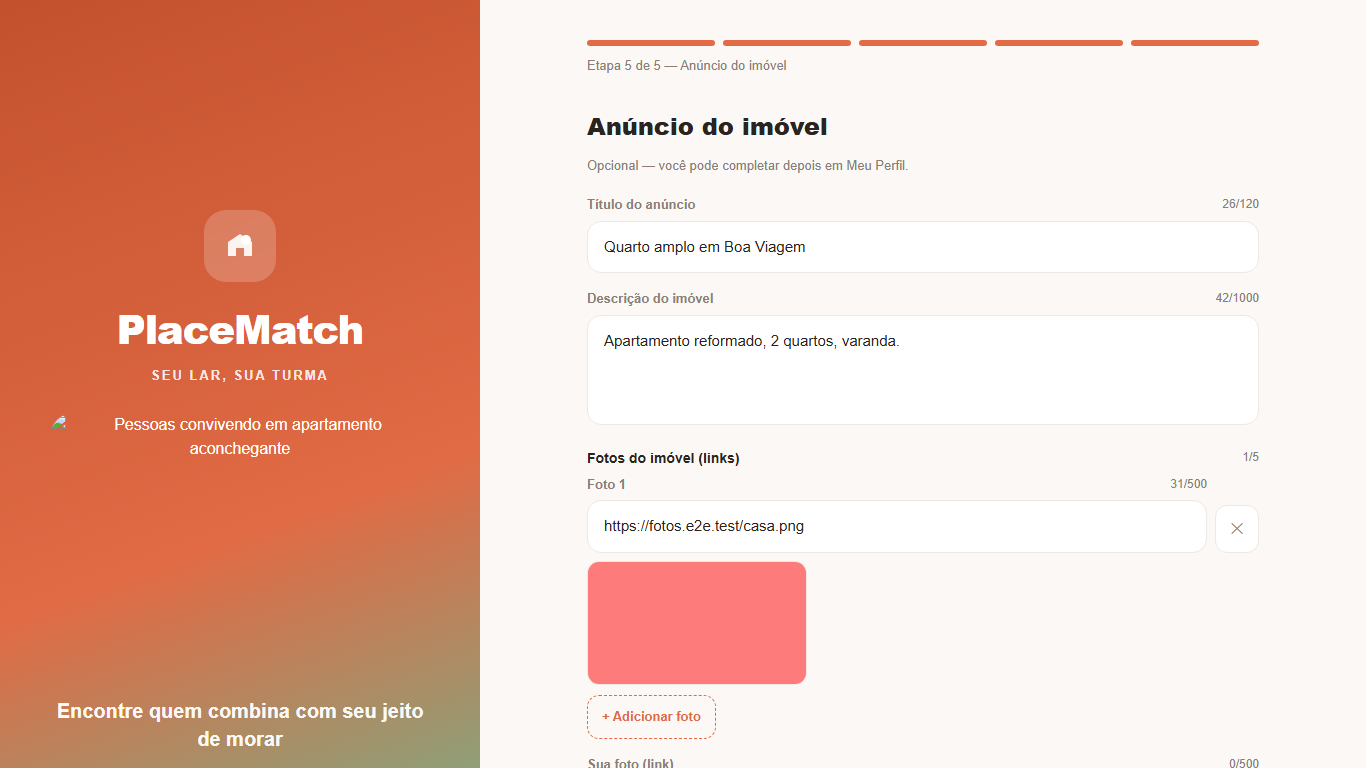 PlaceMatch
SEU LAR, SUA TURMA
Pessoas convivendo em apartamento
aconchegante
Encontre quem combina com seu jeito
de morar
Etapa 5 de 5 — Anúncio do imóvel
Anúncio do imóvel
Opcional — você pode completar depois em Meu Perfil.
Título do anúncio 26/120
Quarto amplo em Boa Viagem
Descrição do imóvel 42/1000
Apartamento reformado, 2 quartos, varanda.
Fotos do imóvel (links) 1/5
Foto 1 31/500
https://fotos.e2e.test/casa.png
+ Adicionar foto
Sua foto (link) 0/500